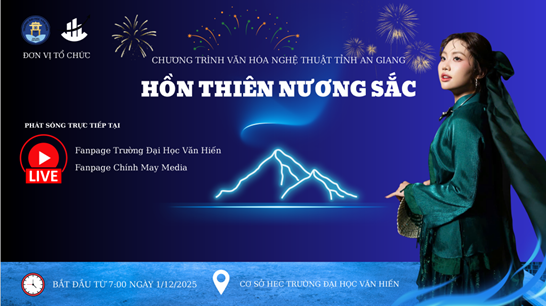 ĐƠN VỊ TỔ CHỨC
CHƯƠNG TRÌNH VĂN HÓA NGHỆ THUẬT TỈNH AN GIANG
HỒN THIÊN NƯƠNG SẮC
PHÁT SÓNG TRỰC TIẾP TẠI
LIVE
Fanpage Trường Đại Học Văn Hiến
Fanpage Chính May Media
BẮT ĐẦU TỪ 7:00 NGÀY 1/12/2025
CƠ SỞ HEC TRƯỜNG ĐẠI HỌC VĂN HIẾN